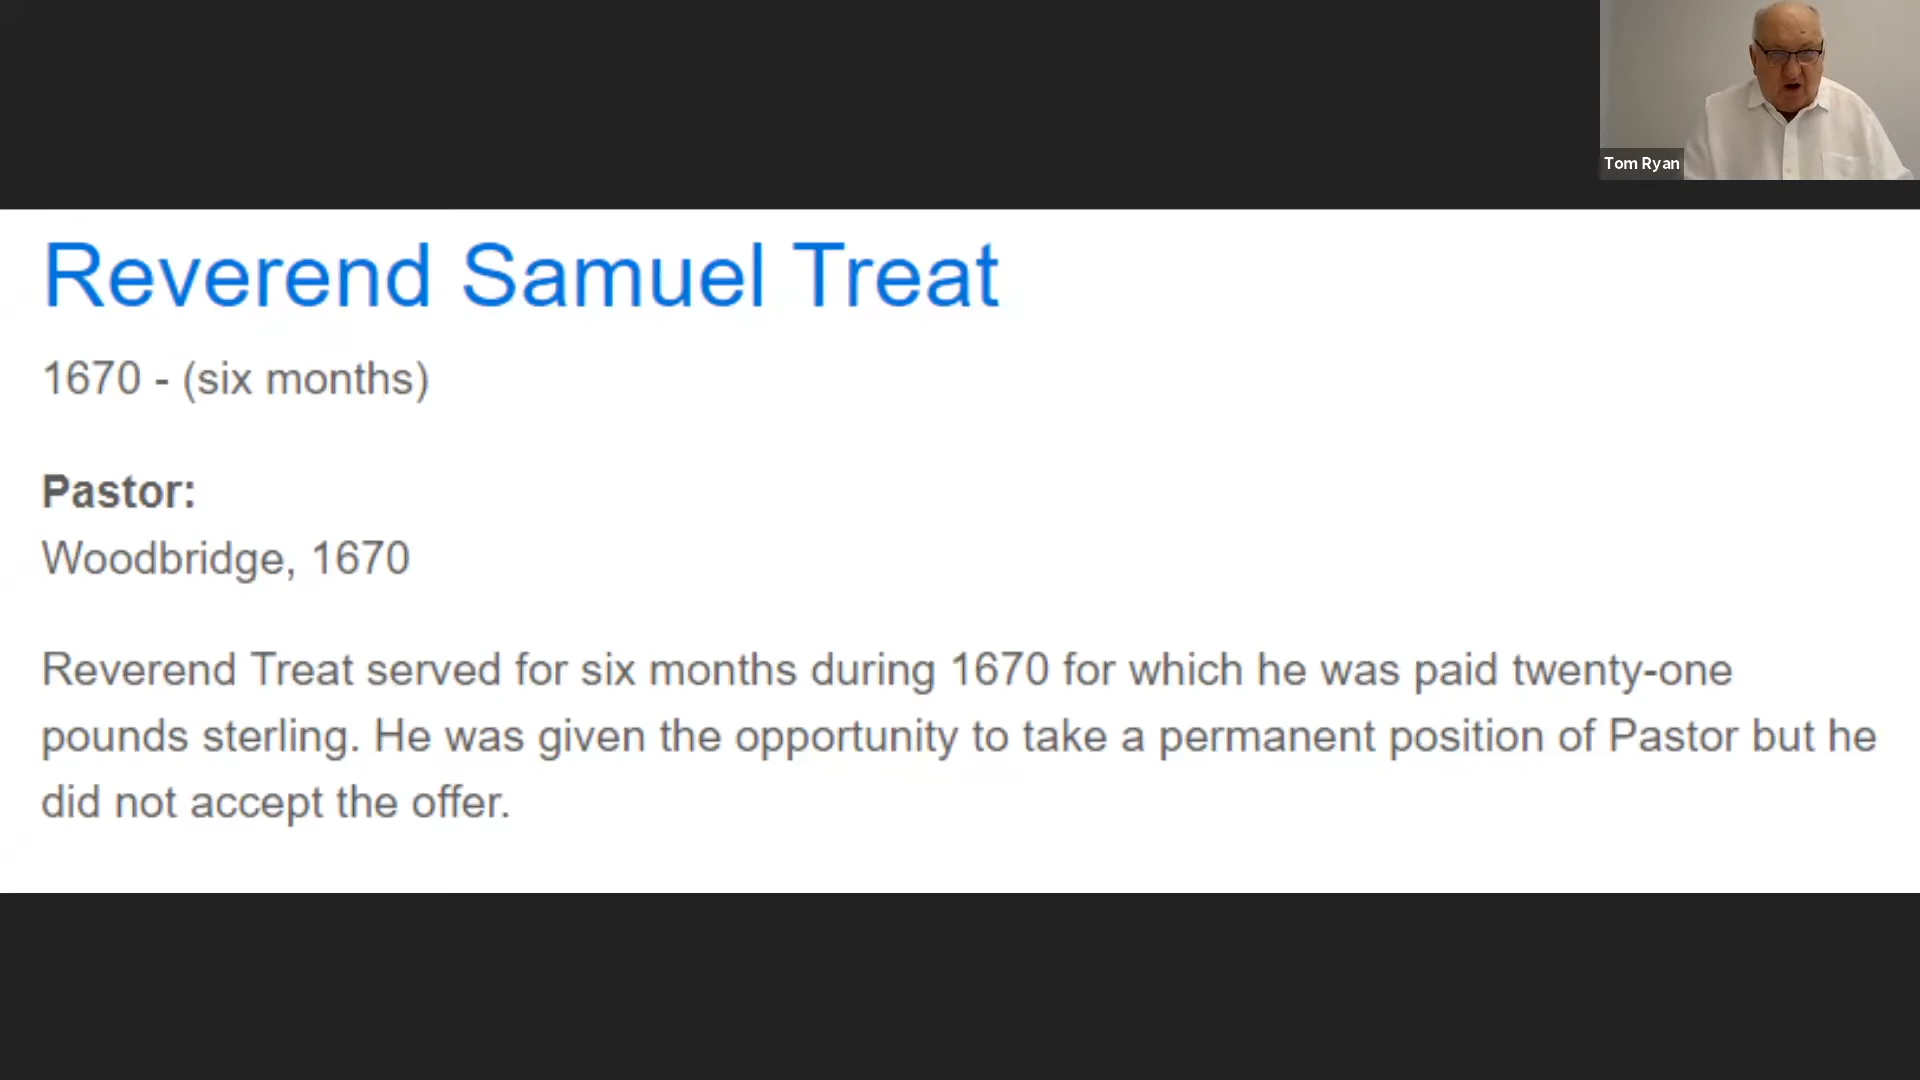 Tom Ryan
Reverend Samuel Treat
1670 - (six months)
Pastor:
Woodbridge, 1670
Reverend Treat served for six months during 1670 for which he was paid twenty-one
pounds sterling. He was given the opportunity to take a permanent position of Pastor but he
did not accept the offer.